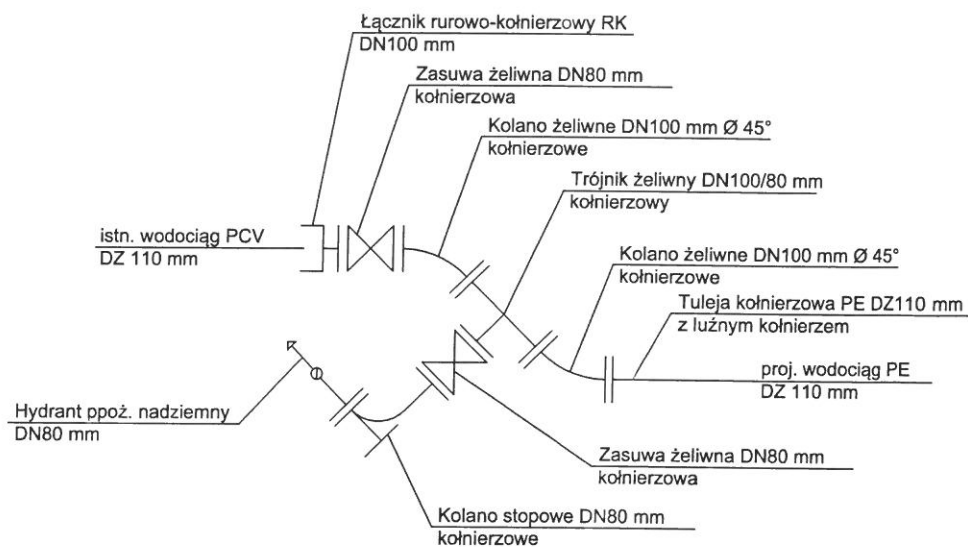 Łącznik rurowo-kołnierzowy RK
DN100 mm
Zasuwa żeliwna DN80 mm
kołnierzowa
Kolano żeliwne DN100 mm Ø 45°
kołnierzowe
Trójnik żeliwny DN100/80 mm
kołnierzowy
istn. wodociąg PCV
DZ 110 mm
Kolano żeliwne DN100 mm Ø 45°
kołnierzowe
Tuleja kołnierzowa PE DZ110 mm
z luźnym kołnierzem
proj. wodociąg PE
DZ 110 mm
Hydrant ppoż. nadziemny
DN80 mm
Zasuwa żeliwna DN80 mm
kołnierzowa
Kolano stopowe DN80 mm
kołnierzowe